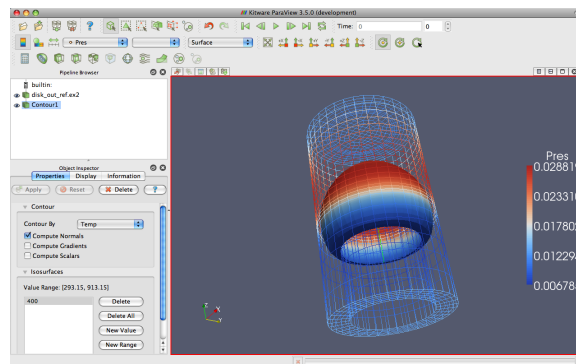 Kitware ParaView 3.5.0 (development)
Time: 0 0
Pres Surface
Pipeline Browser
builtin:
disk_out_ref.ex2
Contour1
Object Inspector
Properties Display Information
Apply Reset Delete ?
Contour
Contour By Temp
Compute Normals
Compute Gradients
Compute Scalars
Isosurfaces
Value Range: [293.15, 913.15]
400
Delete
Delete All
New Value
New Range
Pres
0.028819
0.02331
0.017802
0.01229
0.00678
Z
X
Y